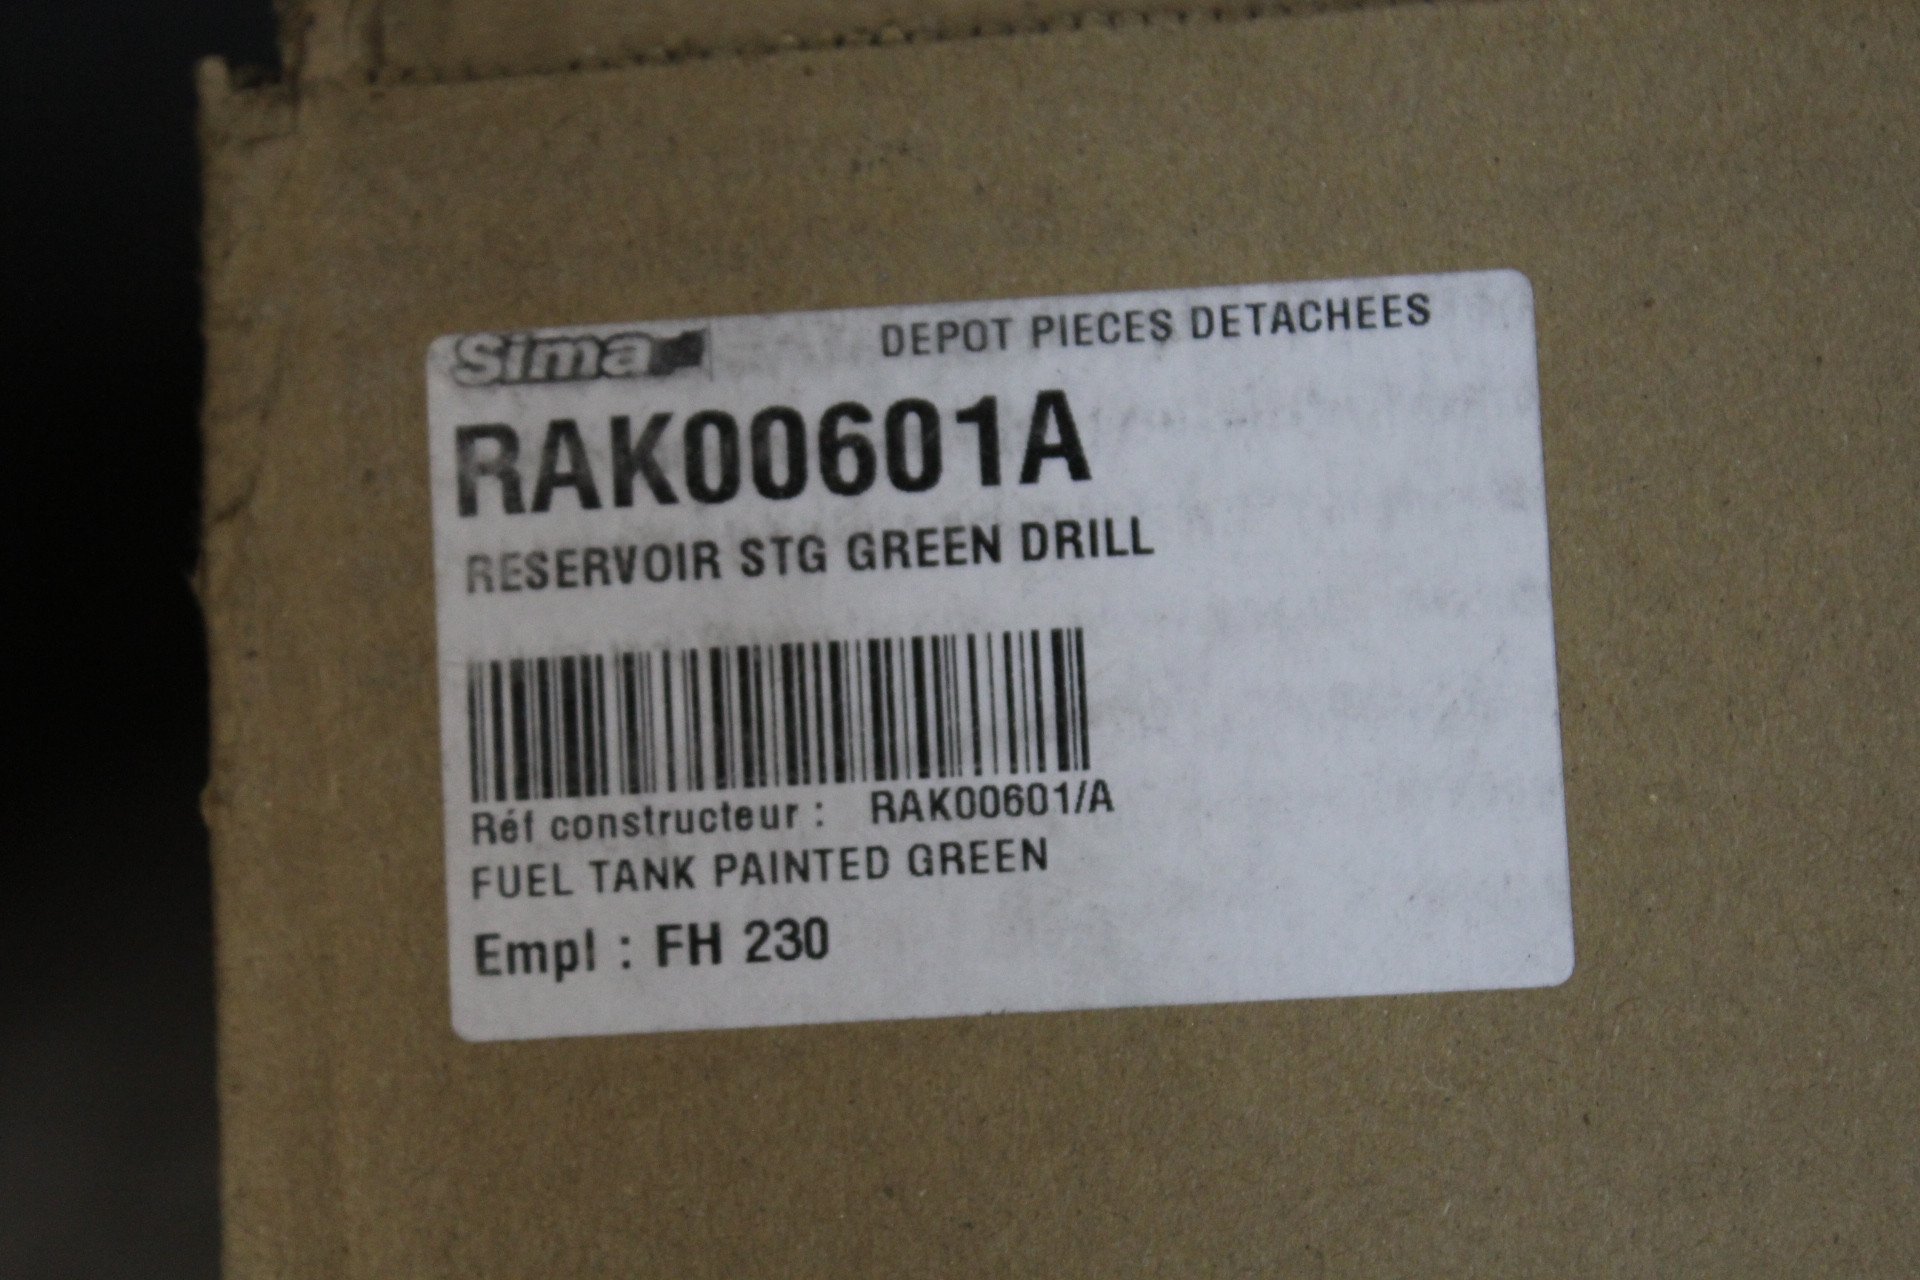 Sima DEPOT PIECES DETACHEES
RAK00601A
RESERVOIR STG GREEN DRILL
Réf constructeur : RAK00601/A
FUEL TANK PAINTED GREEN
Empl : FH 230